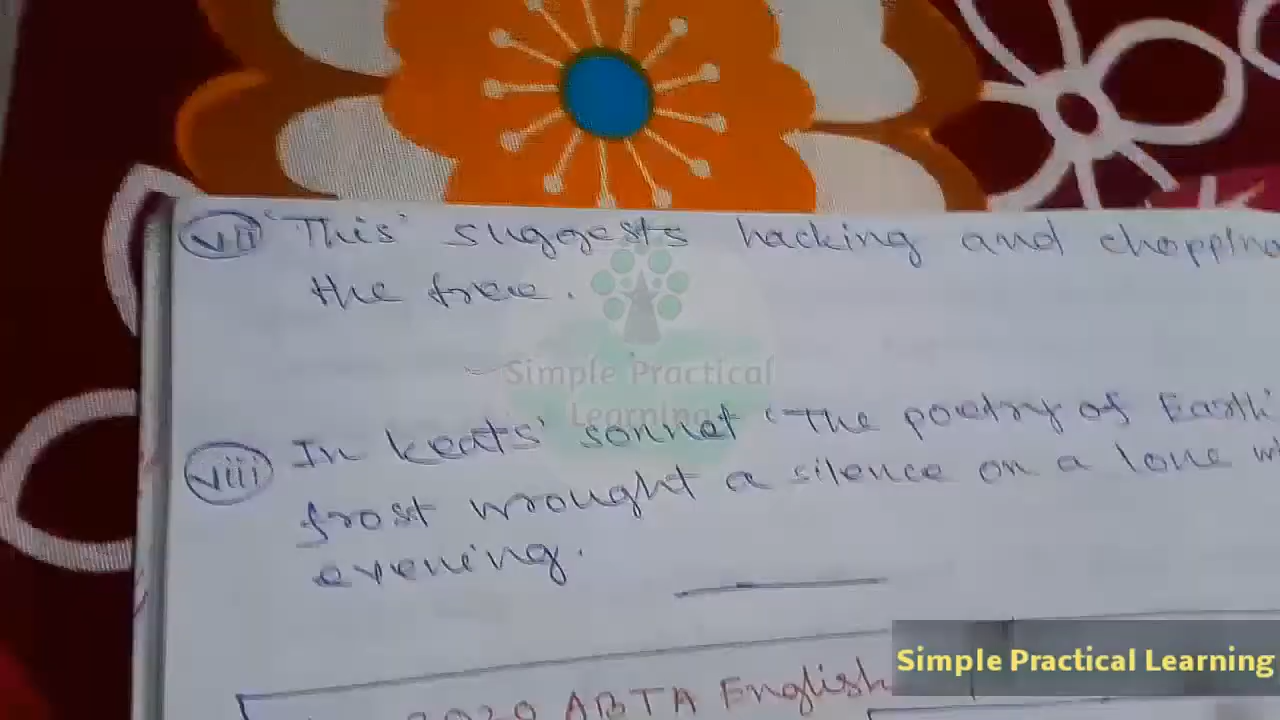 vii 'This' suggests hacking and
the tree.
Simple Practical
Learning
viii In Keats' sonnet 'The poetry of Earth'
frost wrought a silence on a lone
evening.
2020 ABTA English
Simple Practical Learning